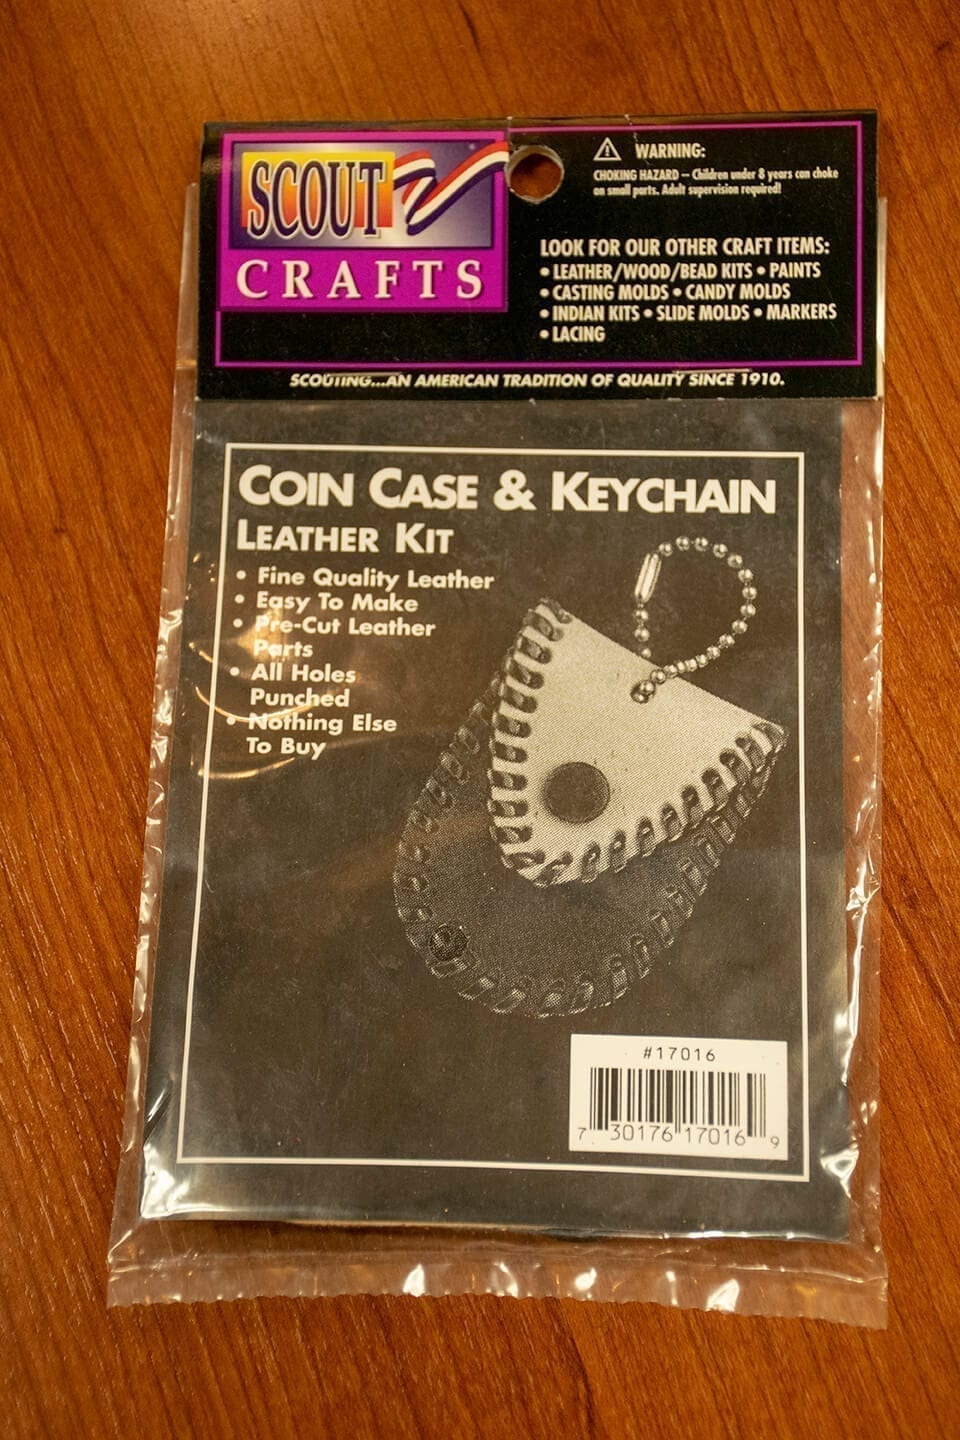 SCOUT
CRAFTS
⚠ WARNING:
CHOKING HAZARD – Children under 8 years can choke
on small parts. Adult supervision required!
LOOK FOR OUR OTHER CRAFT ITEMS:
• LEATHER/WOOD/BEAD KITS • PAINTS
• CASTING MOLDS • CANDY MOLDS
• INDIAN KITS • SLIDE MOLDS • MARKERS
• LACING
SCOUTING...AN AMERICAN TRADITION OF QUALITY SINCE 1910.
COIN CASE & KEYCHAIN
LEATHER KIT
• Fine Quality Leather
• Easy To Make
• Pre-Cut Leather
Parts
• All Holes
Punched
• Nothing Else
To Buy
#17016
7 30176 17016 9